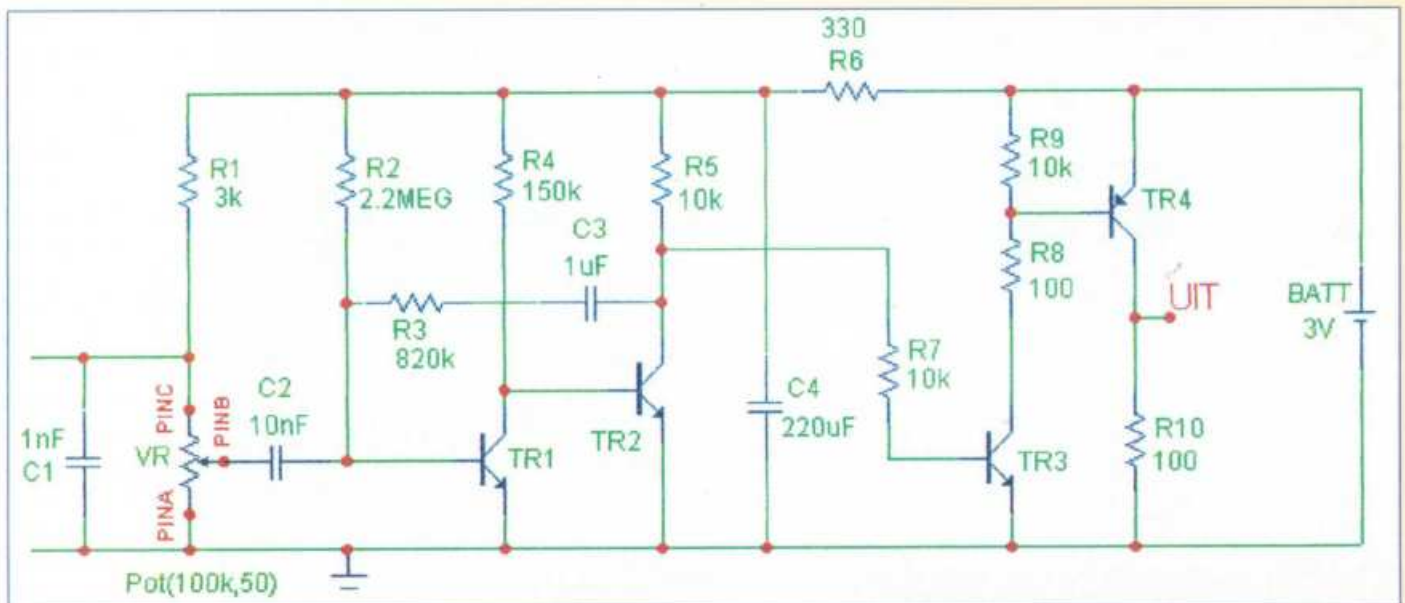 330
R6
R1
3k
R2
2.2MEG
R4
150k
R5
10k
R9
10k
TR4
C3
1uF
R8
100
UIT
BATT
3V
R3
820k
R7
10k
PINC
PINB
C2
10nF
C4
220uF
1nF
C1
VR
TR1
TR2
TR3
R10
100
PINA
Pot(100k,50)